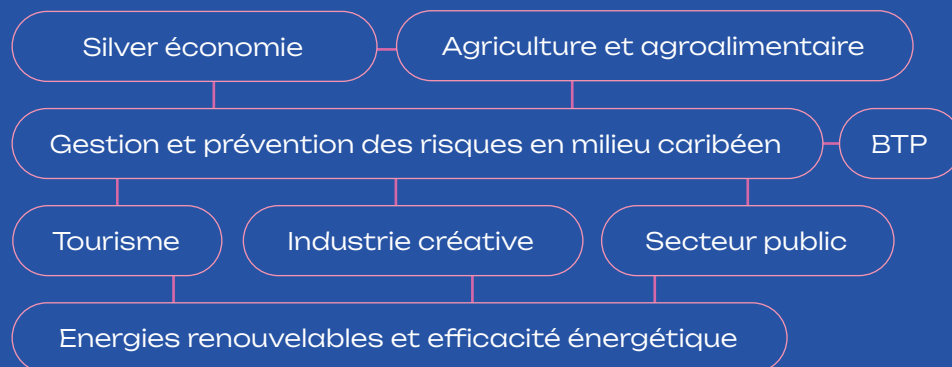 Silver économie
Agriculture et agroalimentaire
Gestion et prévention des risques en milieu caribéen
BTP
Tourisme
Industrie créative
Secteur public
Energies renouvelables et efficacité énergétique